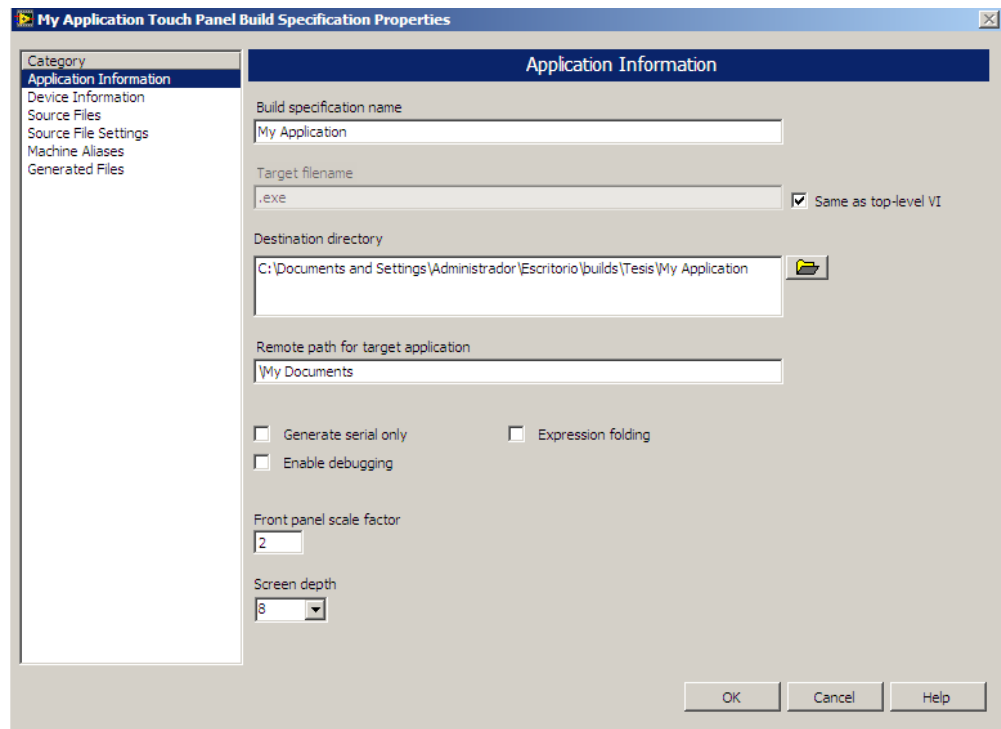 My Application Touch Panel Build Specification Properties
Category
Application Information
Device Information
Source Files
Source File Settings
Machine Aliases
Generated Files
Application Information
Build specification name
My Application
Target filename
.exe
Same as top-level VI
Destination directory
C:\Documents and Settings\Administrador\Escritorio\builds\Tesis\My Application
Remote path for target application
\My Documents
Generate serial only
Expression folding
Enable debugging
Front panel scale factor
2
Screen depth
8
OK
Cancel
Help